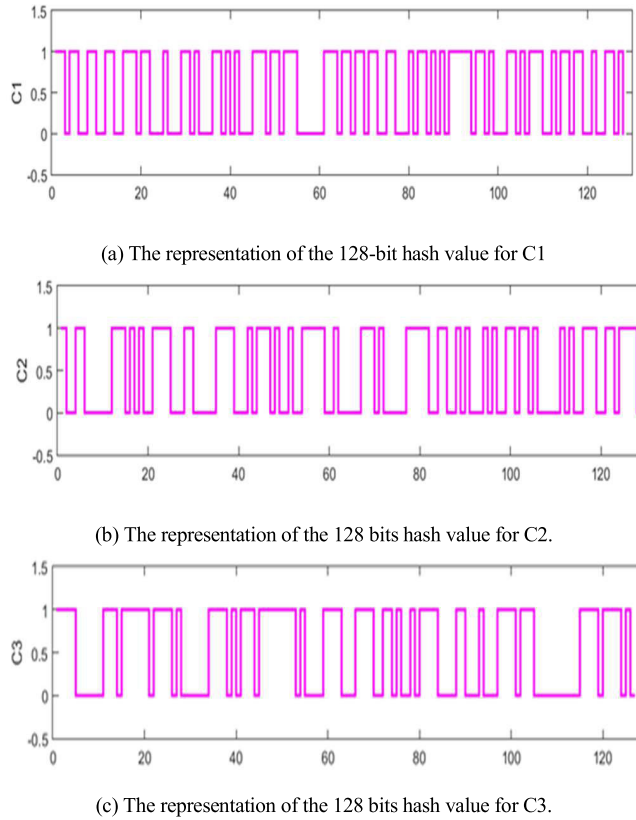 1.5
1
0.5
0
-0.5
C1
0 20 40 60 80 100 120
(a) The representation of the 128-bit hash value for C1
1.5
1
0.5
0
-0.5
C2
0 20 40 60 80 100 120
(b) The representation of the 128 bits hash value for C2.
1.5
1
0.5
0
-0.5
C3
0 20 40 60 80 100 120
(c) The representation of the 128 bits hash value for C3.